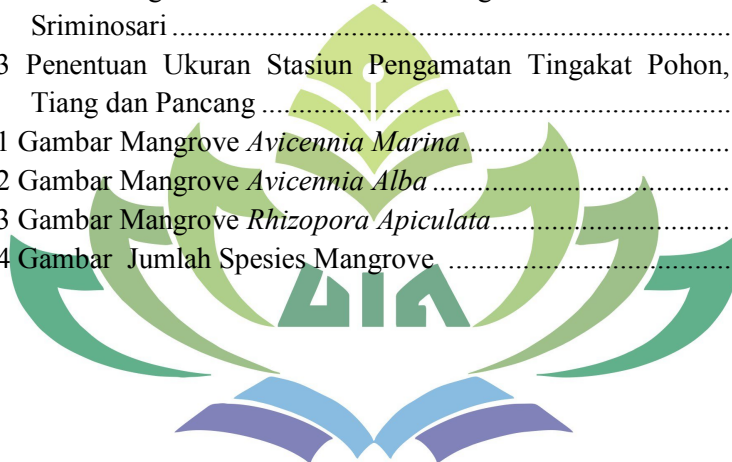 Sriminosari ..........................................................................
3 Penentuan Ukuran Stasiun Pengamatan Tingakat Pohon,
Tiang dan Pancang ..........................................................
1 Gambar Mangrove Avicennia Marina..................................
2 Gambar Mangrove Avicennia Alba ......................................
3 Gambar Mangrove Rhizopora Apiculata..............................
4 Gambar Jumlah Spesies Mangrove ....................................